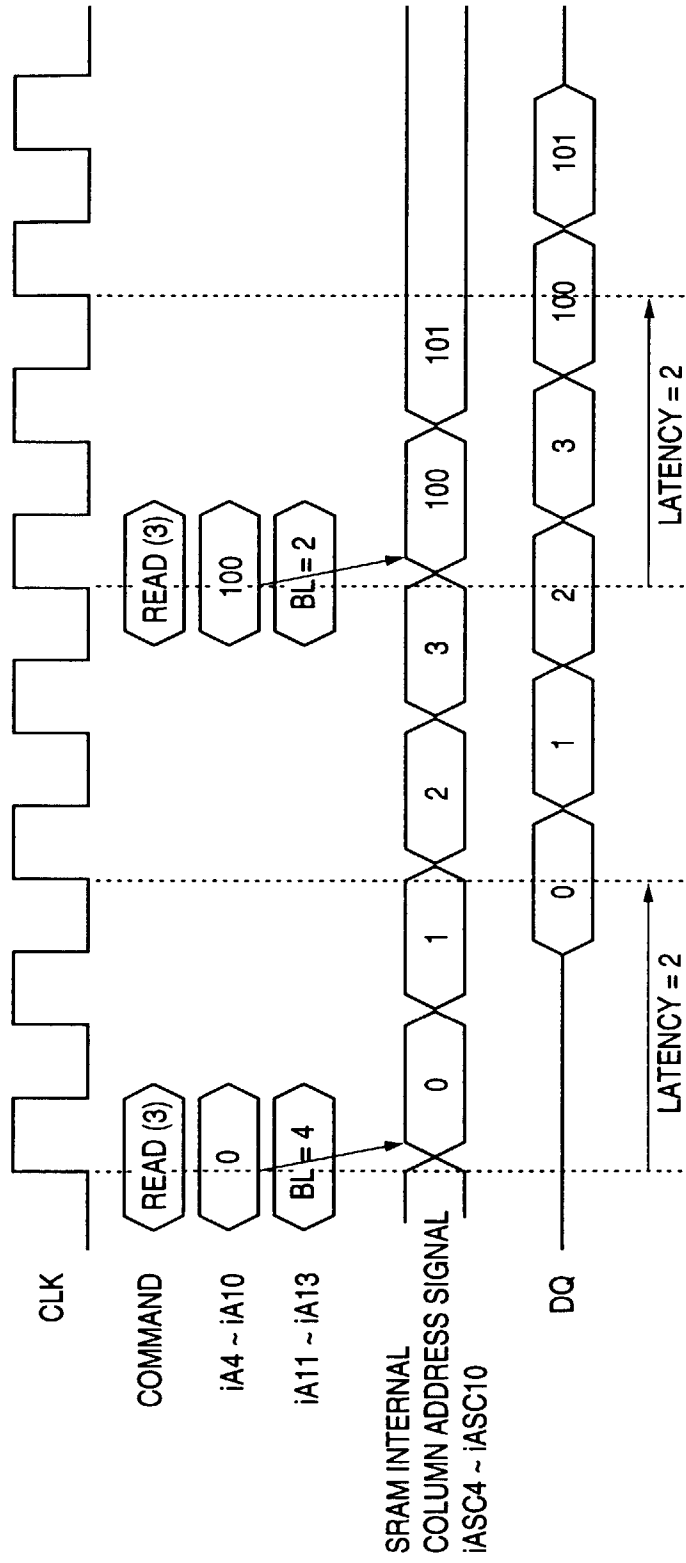 CLK
COMMAND
READ (3)
READ (3)
iA4 ~ iA10
0
100
iA11 ~ iA13
BL = 4
BL = 2
SRAM INTERNAL
COLUMN ADDRESS SIGNAL
iASC4 ~ iASC10
0
1
2
3
100
101
DQ
0
1
2
3
100
101
LATENCY = 2
LATENCY = 2